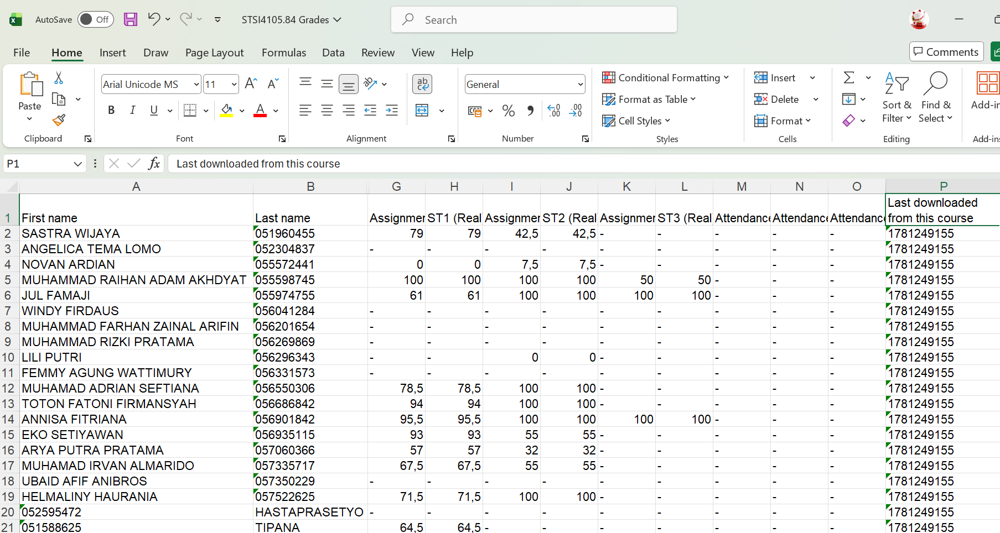 AutoSave Off STSI4105.84 Grades Search
File Home Insert Draw Page Layout Formulas Data Review View Help Comments
Paste Arial Unicode MS 11 A A ab c General Conditional Formatting Insert Σ A Z
B I U A % , Format as Table Delete Sort & Filter Find & Select
Cell Styles Format
Clipboard Font Alignment Number Styles Cells Editing
P1 fx Last downloaded from this course
A B G H I J K L M N O P
1 First name Last name Assignmer ST1 (Real Assignmer ST2 (Real Assignmer ST3 (Real Attendance Attendance Attendanc Last downloaded from this course
2 SASTRA WIJAYA 051960455 79 79 42,5 42,5 - - - - - 1781249155
3 ANGELICA TEMA LOMO 052304837 - - - - - - - - - 1781249155
4 NOVAN ARDIAN 055572441 0 0 7,5 7,5 - - - - - 1781249155
5 MUHAMMAD RAIHAN ADAM AKHDYAT 055598745 100 100 100 100 50 50 - - - 1781249155
6 JUL FAMAJI 055974755 61 61 100 100 100 100 - - - 1781249155
7 WINDY FIRDAUS 056041284 - - - - - - - - - 1781249155
8 MUHAMMAD FARHAN ZAINAL ARIFIN 056201654 - - - - - - - - - 1781249155
9 MUHAMMAD RIZKI PRATAMA 056269869 - - - - - - - - - 1781249155
10 LILI PUTRI 056296343 - - 0 0 - - - - - 1781249155
11 FEMMY AGUNG WATTIMURY 056331573 - - - - - - - - - 1781249155
12 MUHAMAD ADRIAN SEFTIANA 056550306 78,5 78,5 100 100 - - - - - 1781249155
13 TOTON FATONI FIRMANSYAH 056686842 94 94 100 100 - - - - - 1781249155
14 ANNISA FITRIANA 056901842 95,5 95,5 100 100 100 100 - - - 1781249155
15 EKO SETIYAWAN 056935115 93 93 55 55 - - - - - 1781249155
16 ARYA PUTRA PRATAMA 057060366 57 57 32 32 - - - - - 1781249155
17 MUHAMAD IRVAN ALMARIDO 057335717 67,5 67,5 55 55 - - - - - 1781249155
18 UBAID AFIF ANIBROS 057350229 - - - - - - - - - 1781249155
19 HELMALINY HAURANIA 057522625 71,5 71,5 100 100 - - - - - 1781249155
20 052595472 HASTAPRASETYO - - - - - - - - - 1781249155
21 051588625 TIPANA 64,5 64,5 - - - - - - - 1781249155